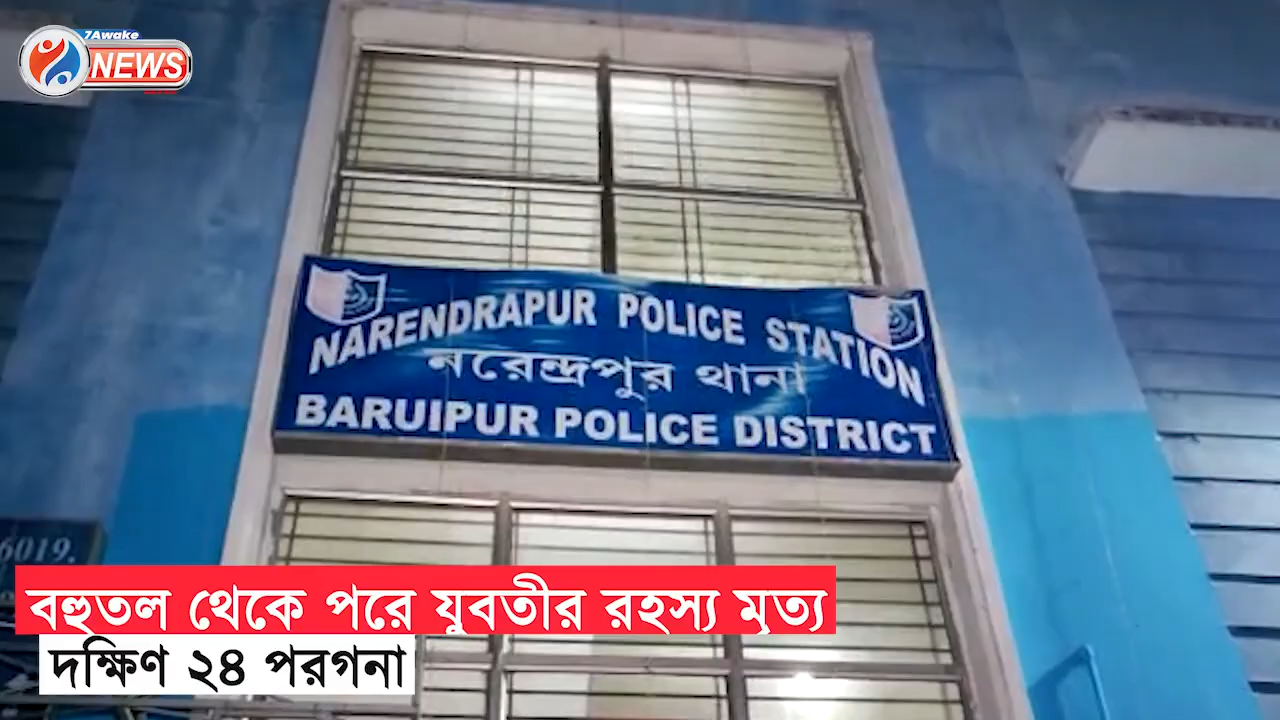 7Awake
NEWS
NARENDRAPUR POLICE STATION
নরেন্দ্রপুর থানা
BARUIPUR POLICE DISTRICT
6019.
বহুতল থেকে পরে যুবতীর রহস্য মৃত্য
দক্ষিণ ২৪ পরগনা